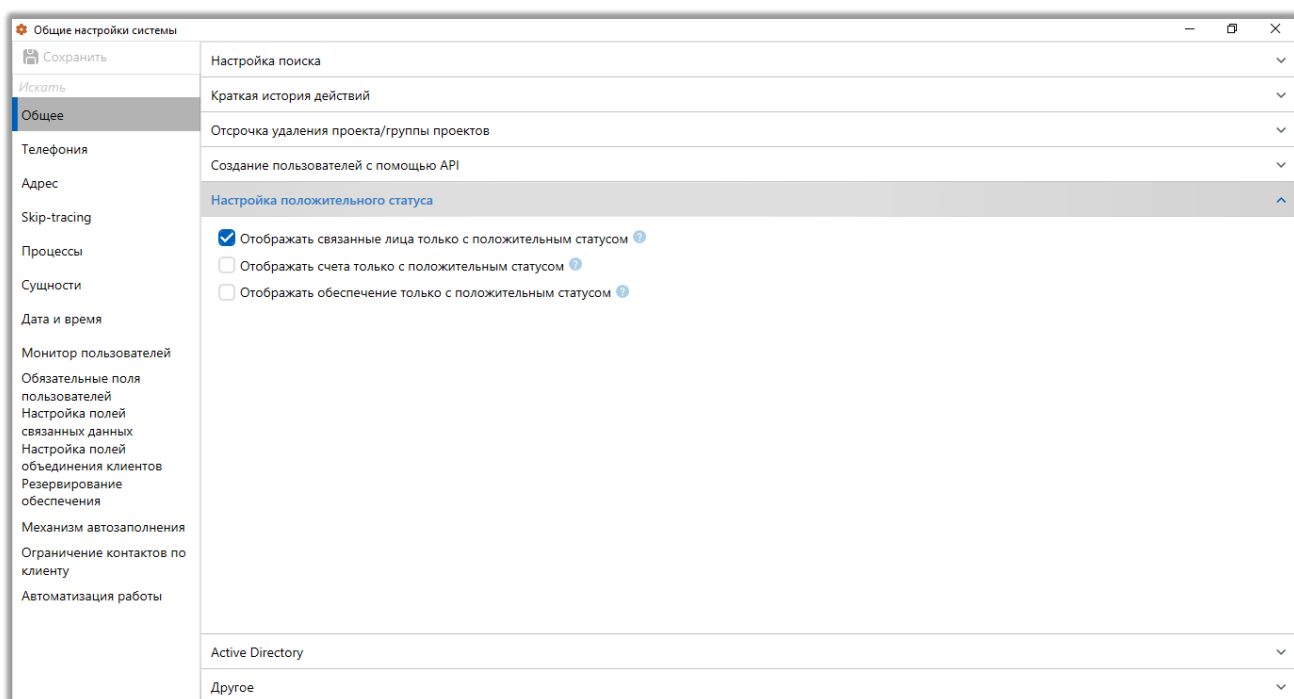 Общие настройки системы
Сохранить
Искать
Общее
Телефония
Адрес
Skip-tracing
Процессы
Сущности
Дата и время
Монитор пользователей
Обязательные поля
пользователей
Настройка полей
связанных данных
Настройка полей
объединения клиентов
Резервирование
обеспечения
Механизм автозаполнения
Ограничение контактов по
клиенту
Автоматизация работы
Настройка поиска
Краткая история действий
Отсрочка удаления проекта/группы проектов
Создание пользователей с помощью API
Настройка положительного статуса
Отображать связанные лица только с положительным статусом ?
Отображать счета только с положительным статусом ?
Отображать обеспечение только с положительным статусом ?
Active Directory
Другое